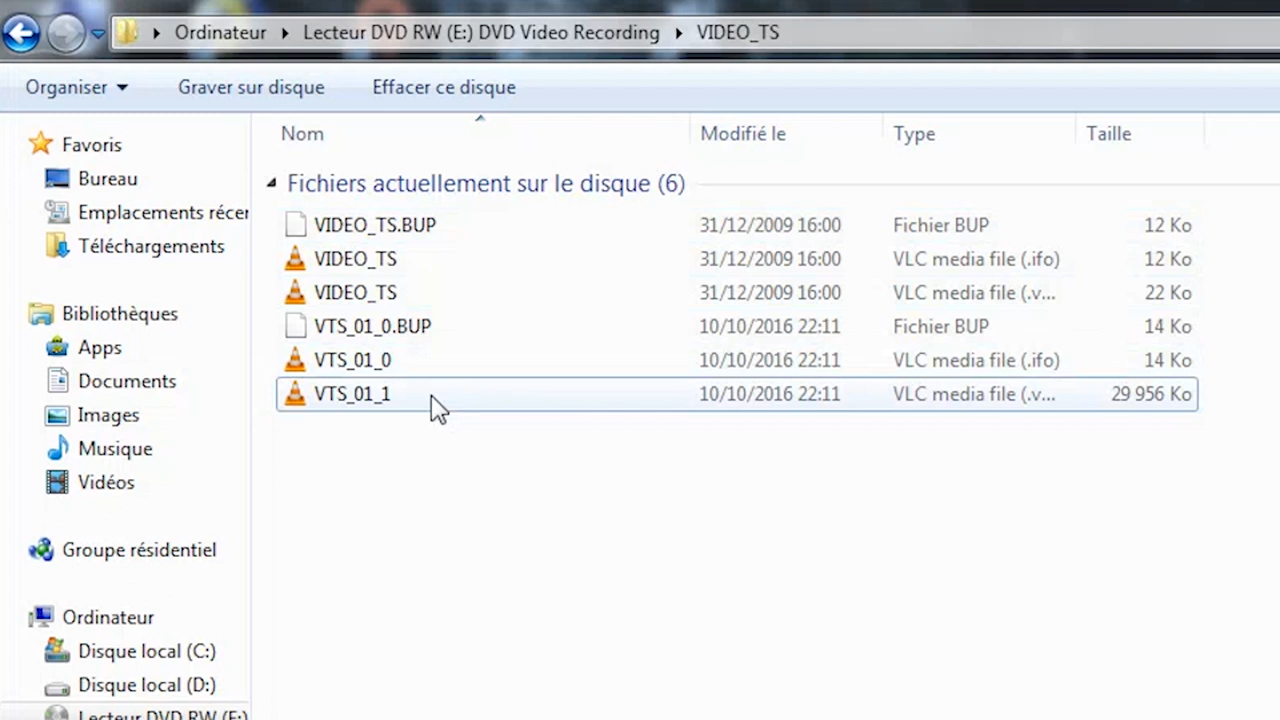 Ordinateur Lecteur DVD RW (E:) DVD Video Recording VIDEO_TS
Organiser Graver sur disque Effacer ce disque
Nom Modifié le Type Taille
Favoris
Bureau
Emplacements récer
Téléchargements
Bibliothèques
Apps
Documents
Images
Musique
Vidéos
Groupe résidentiel
Ordinateur
Disque local (C:)
Disque local (D:)
Lecteur DVD RW (E:)
Fichiers actuellement sur le disque (6)
VIDEO_TS.BUP 31/12/2009 16:00 Fichier BUP 12 Ko
VIDEO_TS 31/12/2009 16:00 VLC media file (.ifo) 12 Ko
VIDEO_TS 31/12/2009 16:00 VLC media file (.v... 22 Ko
VTS_01_0.BUP 10/10/2016 22:11 Fichier BUP 14 Ko
VTS_01_0 10/10/2016 22:11 VLC media file (.ifo) 14 Ko
VTS_01_1 10/10/2016 22:11 VLC media file (.v... 29 956 Ko